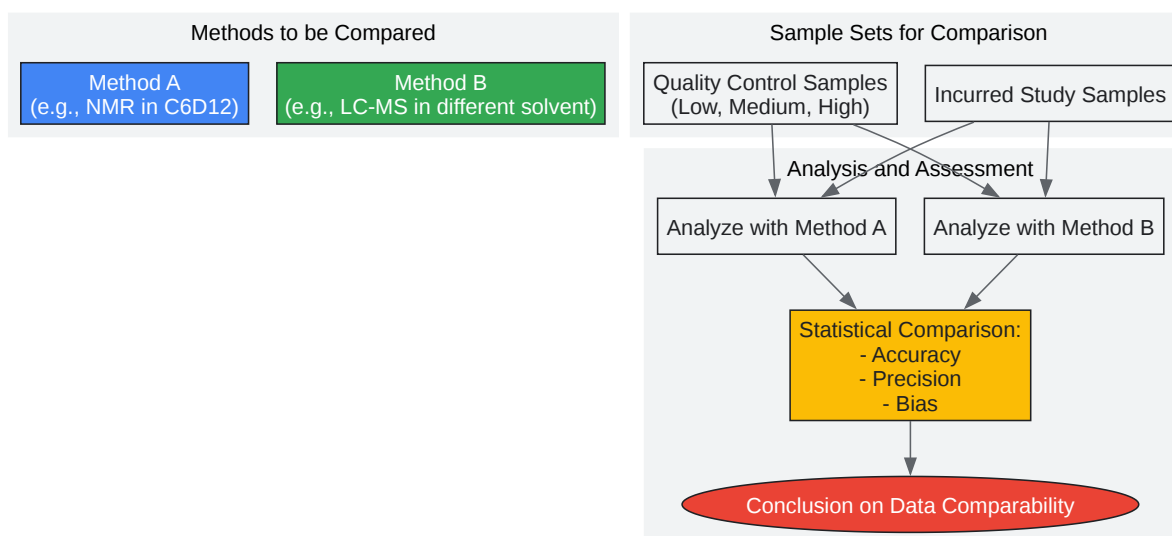 Methods to be Compared
Method A
(e.g., NMR in C6D12)
Method B
(e.g., LC-MS in different solvent)
Sample Sets for Comparison
Quality Control Samples
(Low, Medium, High)
Incurred Study Samples
Analysis and Assessment
Analyze with Method A
Analyze with Method B
Statistical Comparison:
- Accuracy
- Precision
- Bias
Conclusion on Data Comparability